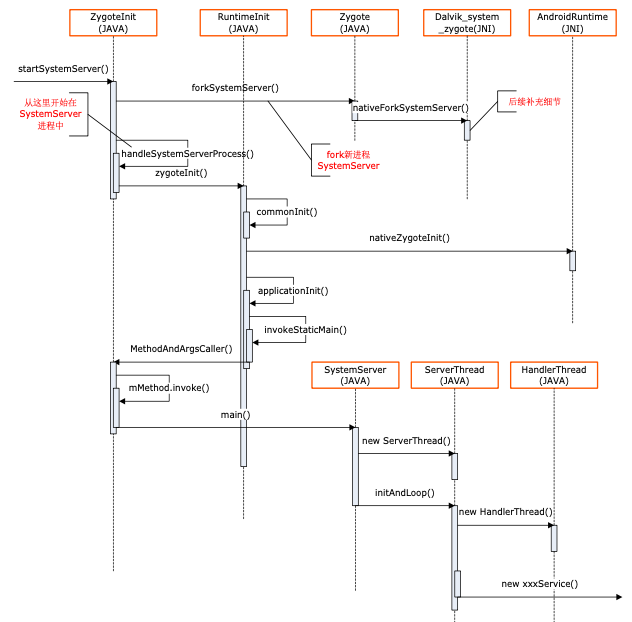 ZygoteInit
(JAVA)
RuntimeInit
(JAVA)
Zygote
(JAVA)
Dalvik_system
_zygote(JNI)
AndroidRuntime
(JNI)
startSystemServer()
forkSystemServer()
从这里开始在
SystemServer
进程中
nativeForkSystemServer()
后续补充细节
handleSystemServerProcess()
fork新进程
SystemServer
zygoteInit()
commonInit()
nativeZygoteInit()
applicationInit()
invokeStaticMain()
MethodAndArgsCaller()
SystemServer
(JAVA)
ServerThread
(JAVA)
HandlerThread
(JAVA)
mMethod.invoke()
main()
new ServerThread()
initAndLoop()
new HandlerThread()
new xxxService()